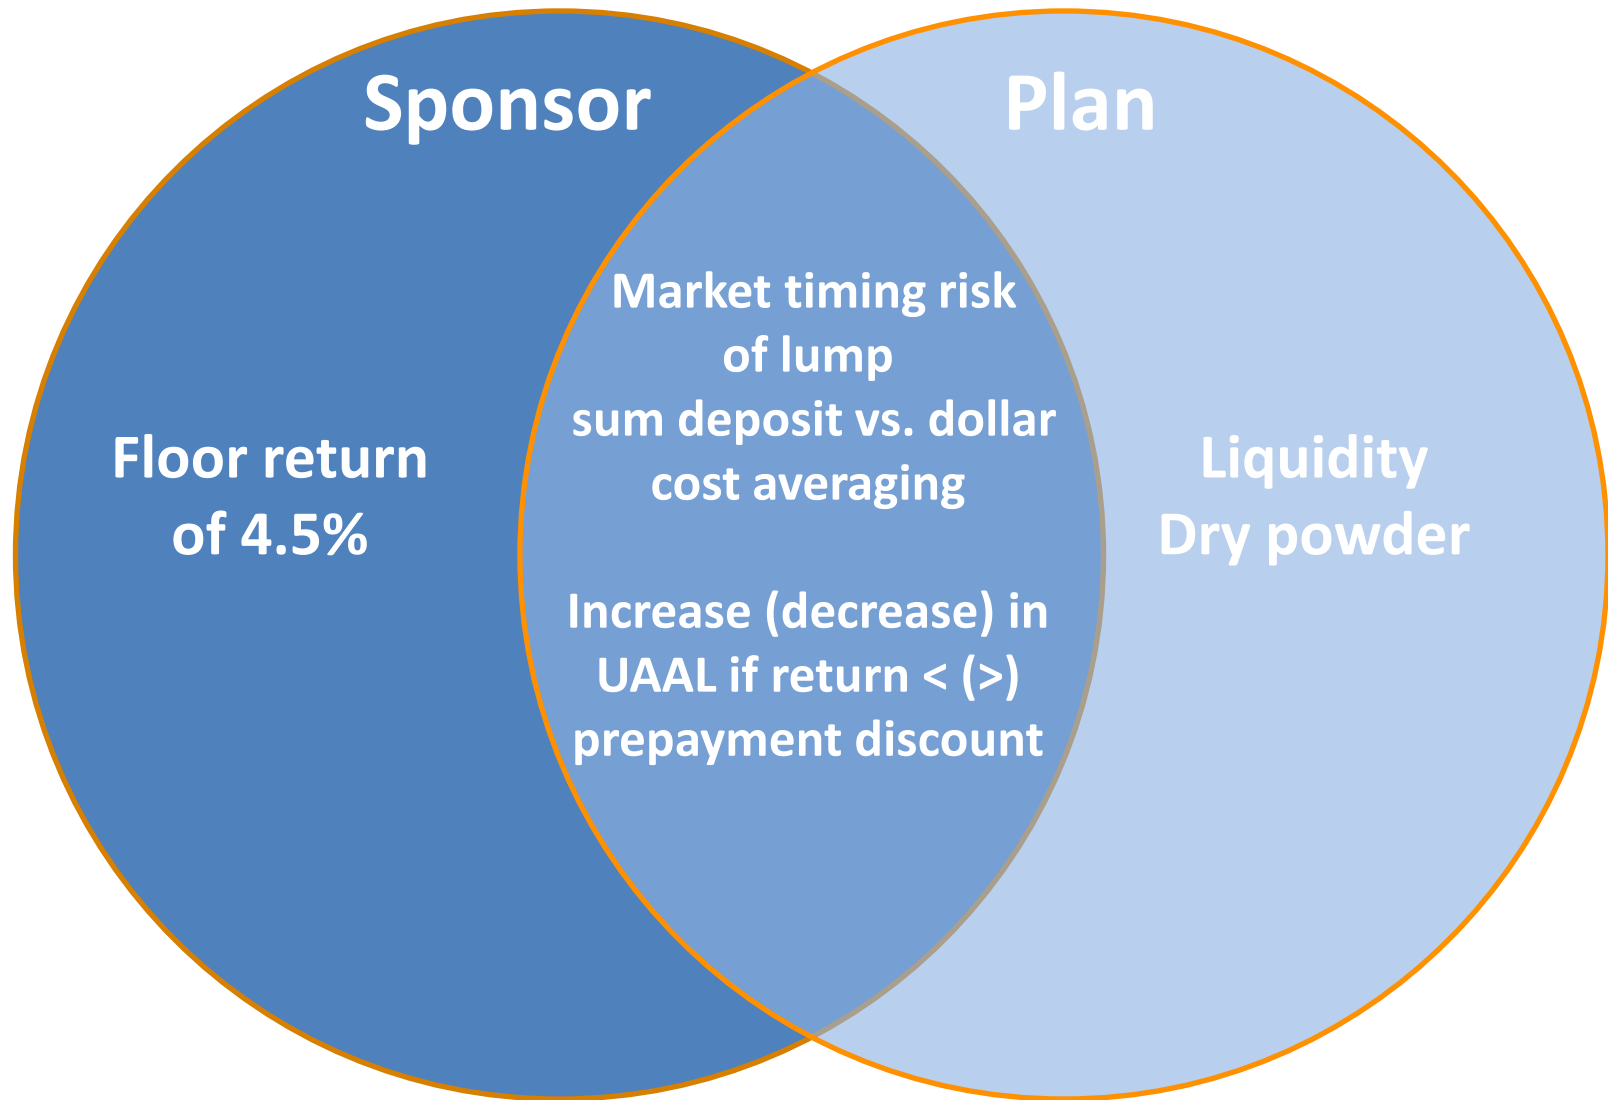 Sponsor
Plan
Floor return
of 4.5%
Market timing risk
of lump
sum deposit vs. dollar
cost averaging
Increase (decrease) in
UAAL if return < (>)
prepayment discount
Liquidity
Dry powder